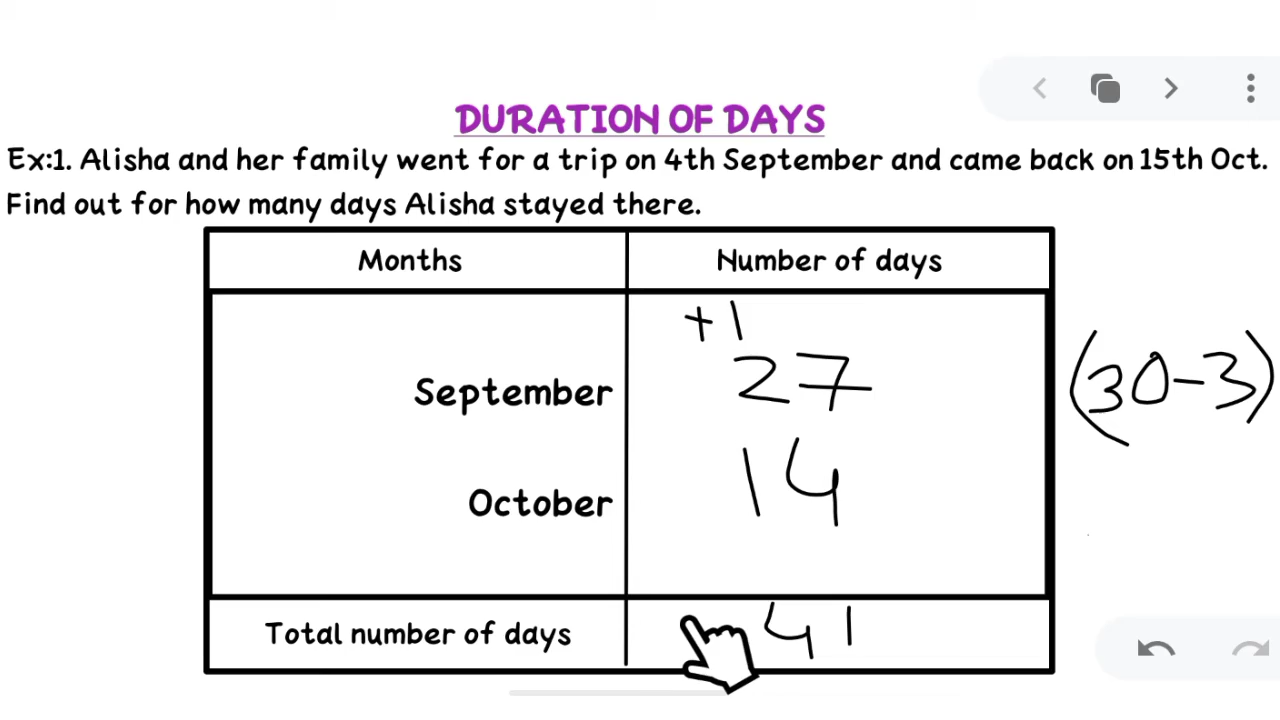 DURATION OF DAYS
Ex:1. Alisha and her family went for a trip on 4th September and came back on 15th Oct.
Find out for how many days Alisha stayed there.
Months Number of days
+1
September 27 (30-3)
October 14
Total number of days 41